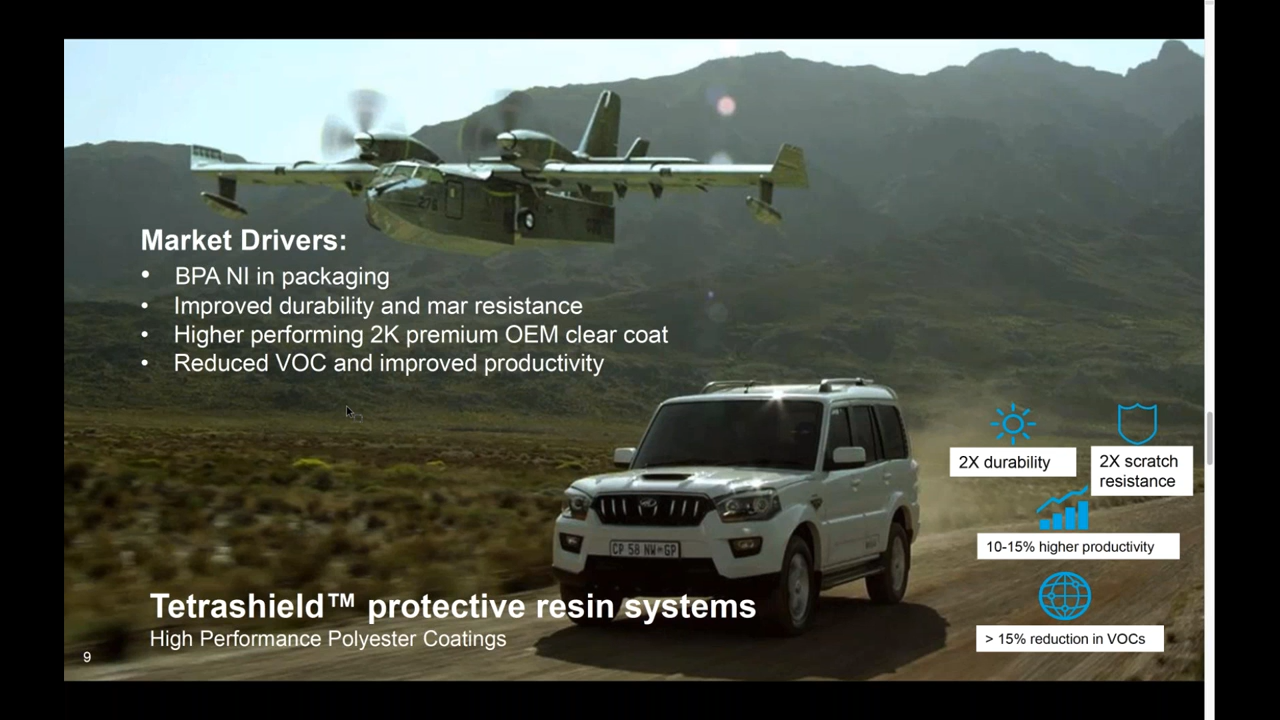 276
Market Drivers:
• BPA NI in packaging
• Improved durability and mar resistance
• Higher performing 2K premium OEM clear coat
• Reduced VOC and improved productivity
2X durability
2X scratch
resistance
10-15% higher productivity
CP 58 NW GP
Tetrashield™ protective resin systems
High Performance Polyester Coatings
> 15% reduction in VOCs
9